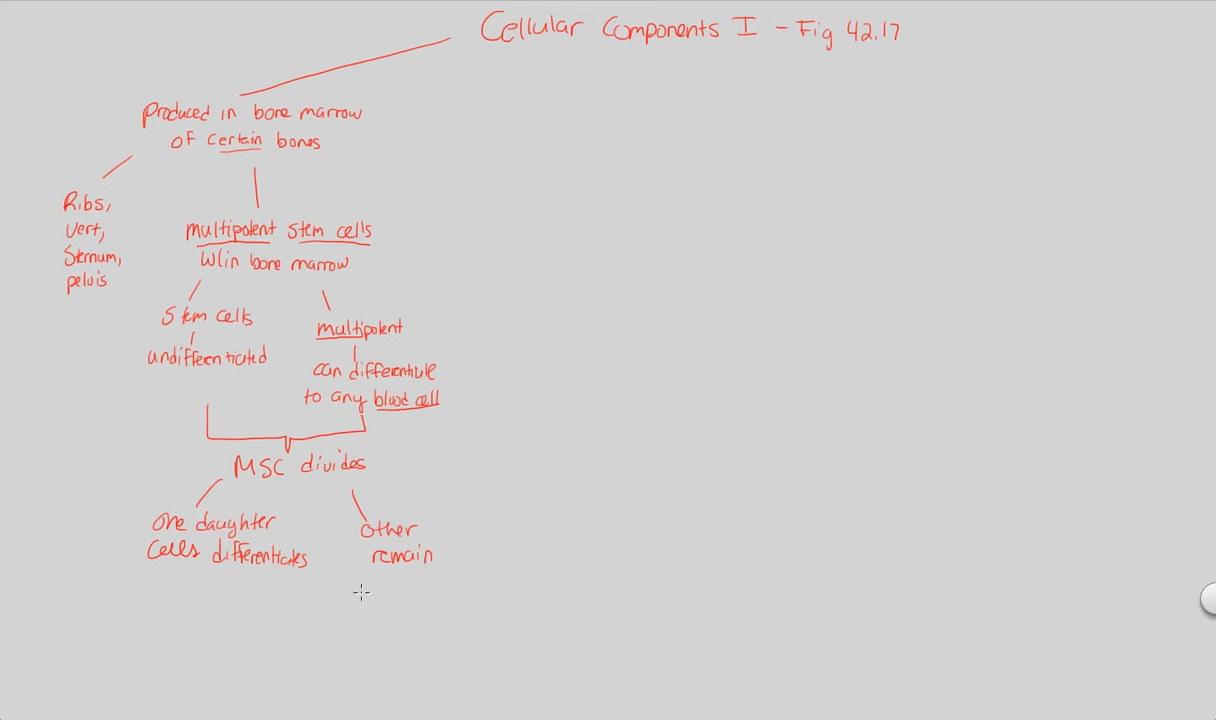 Cellular Components I - Fig 42.17
produced in bone marrow
of certain bones
Ribs,
vert,
Sternum,
pelvis
multipotent stem cells
w/in bone marrow
Stem cells
undifferentiated
multipotent
can differentiate
to any blood cell
MSC divides
One daughter
cells differentiates
other
remain